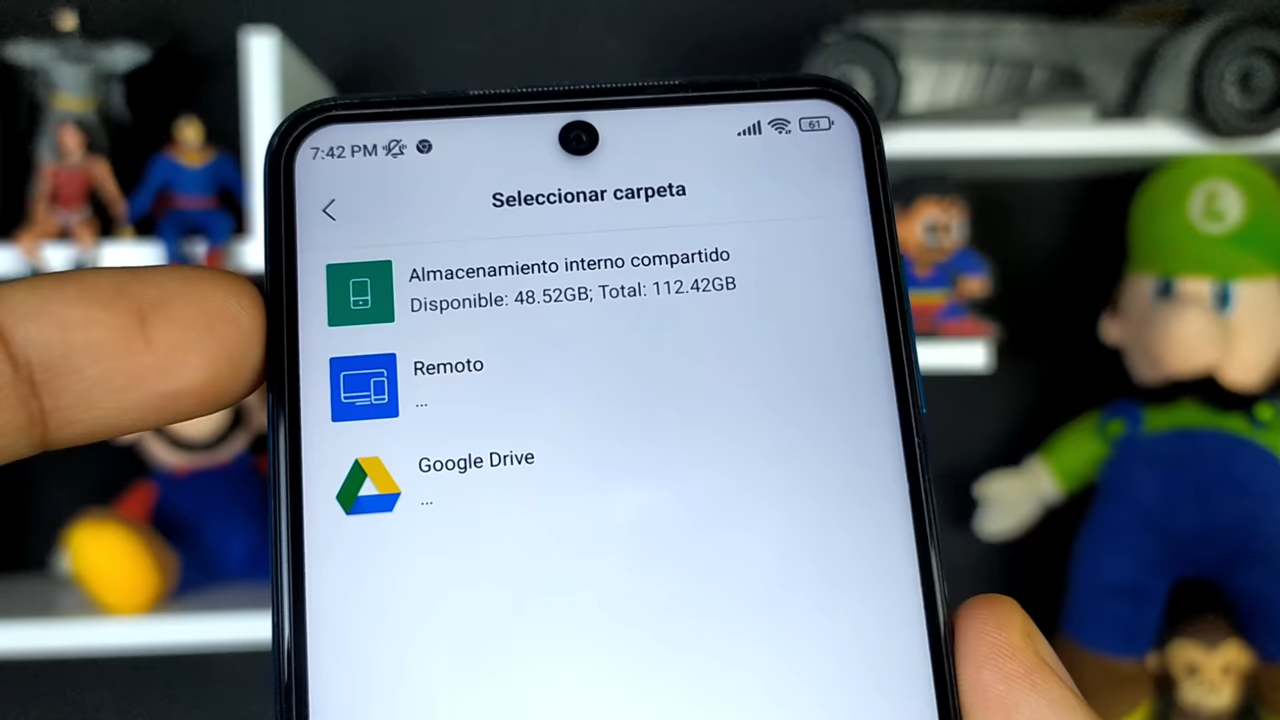 7:42 PM
61
Seleccionar carpeta
Almacenamiento interno compartido
Disponible: 48.52GB; Total: 112.42GB
Remoto
...
Google Drive
...
L